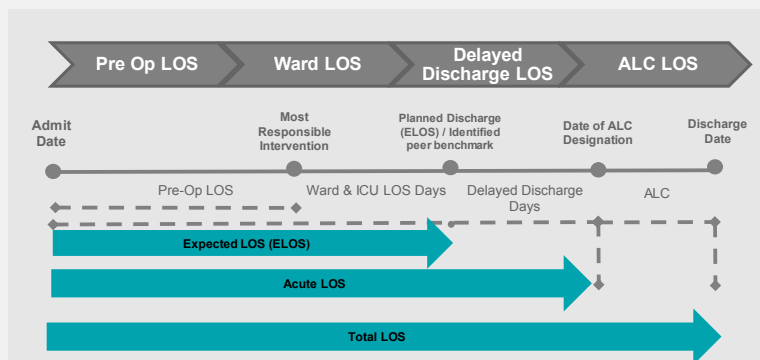 Pre Op LOS
Ward LOS
Delayed
Discharge LOS
ALC LOS
Admit
Date
Most
Responsible
Intervention
Planned Discharge
(ELOS) / Identified
peer benchmark
Date of ALC
Designation
Discharge
Date
Pre-Op LOS
Ward & ICU LOS Days
Delayed Discharge
Days
ALC
Expected LOS (ELOS)
Acute LOS
Total LOS